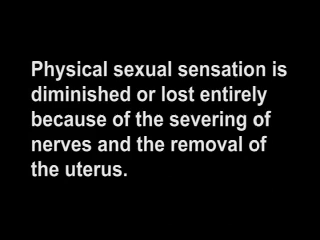 Physical sexual sensation is
diminished or lost entirely
because of the severing of
nerves and the removal of
the uterus.